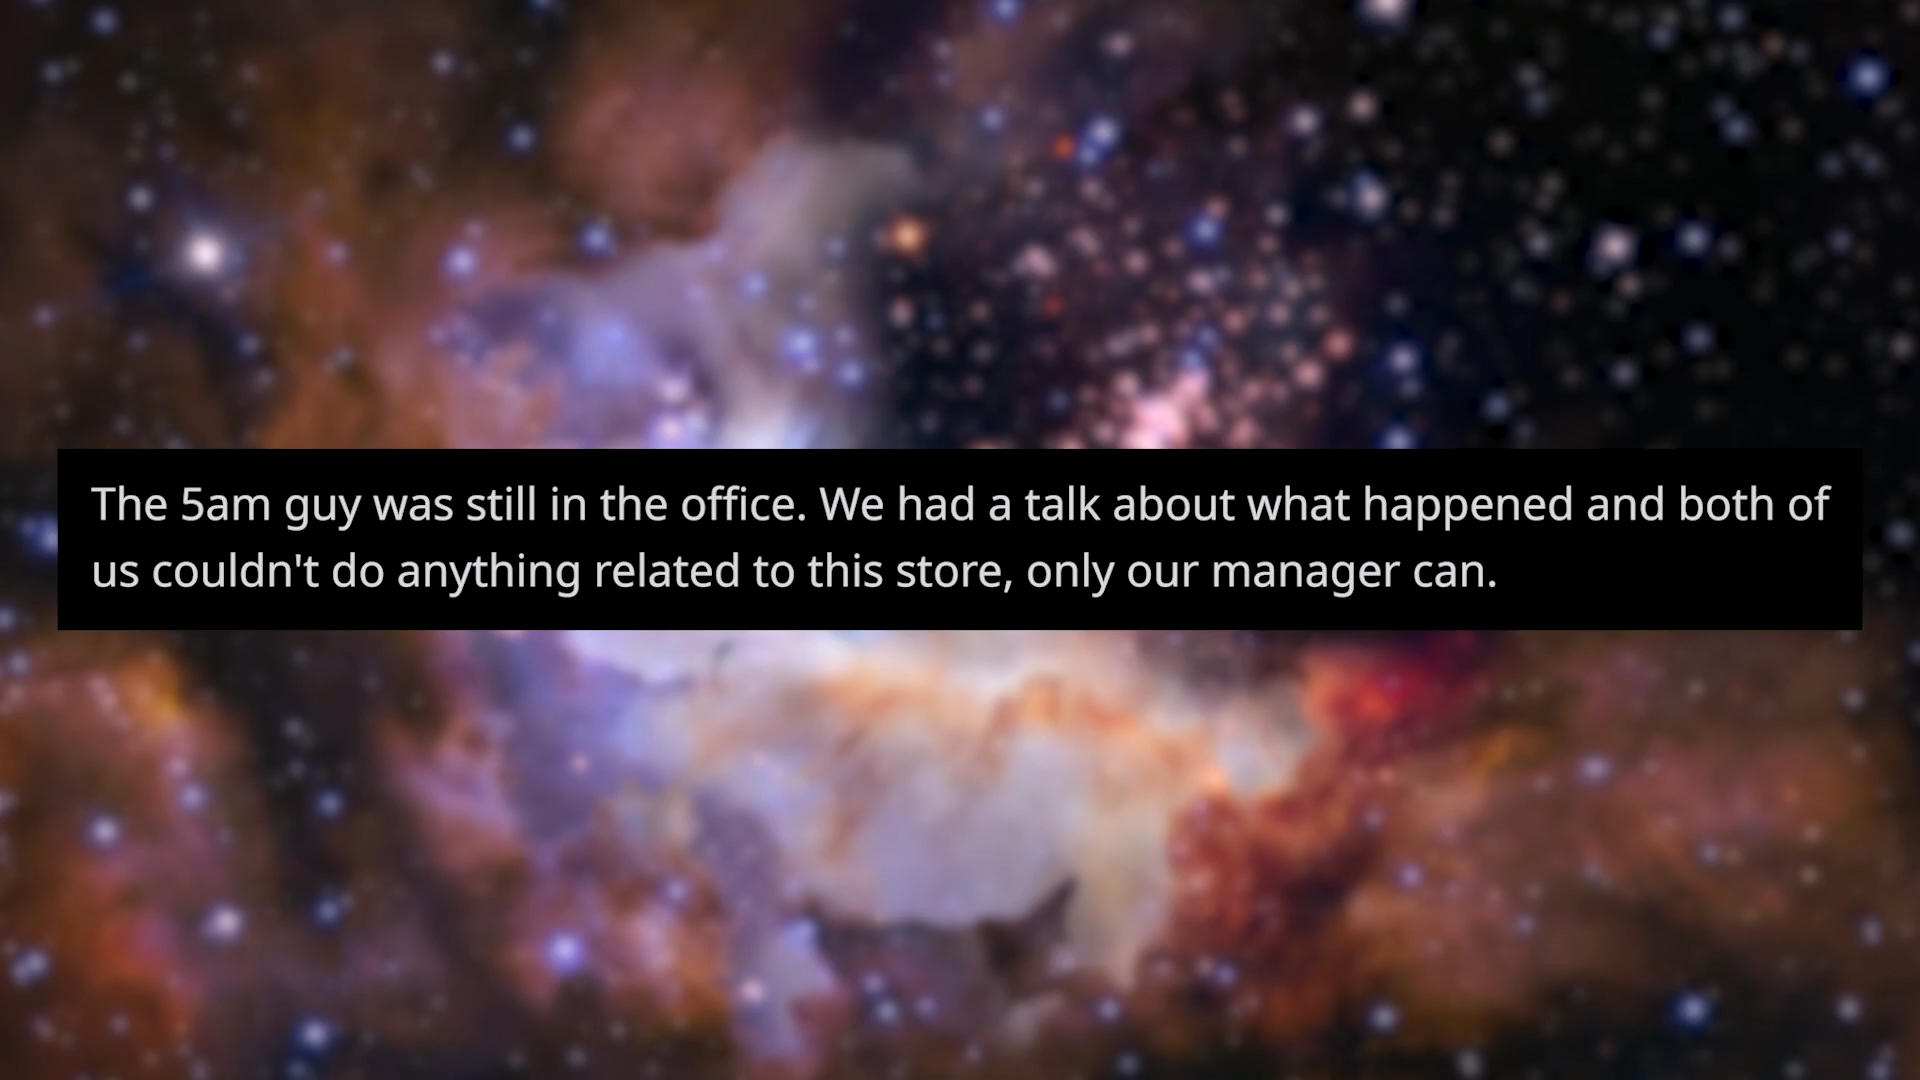 The 5am guy was still in the office. We had a talk about what happened and both of
us couldn't do anything related to this store, only our manager can.